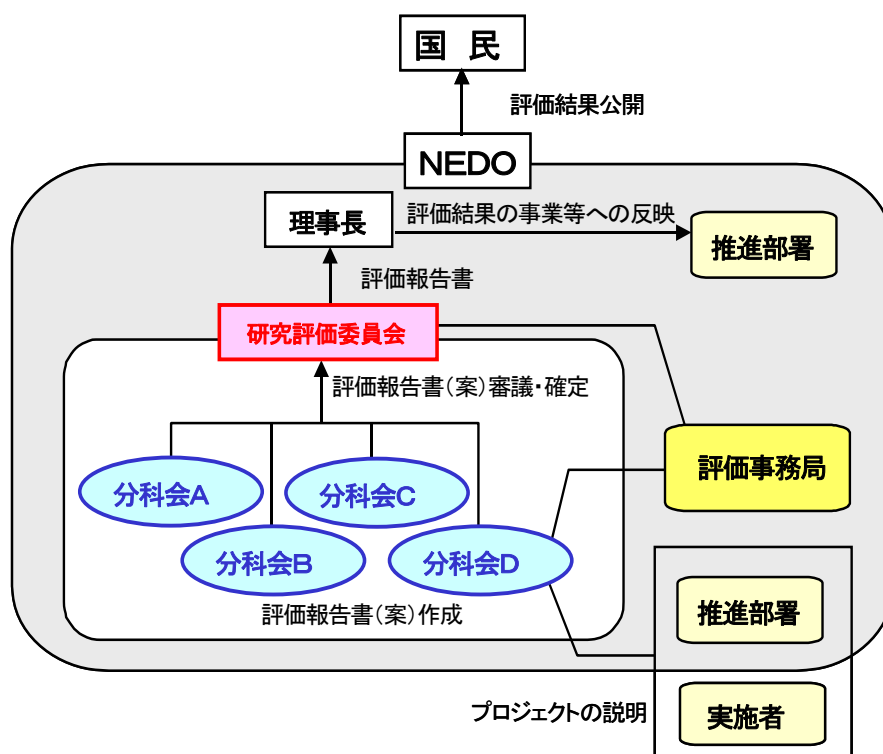 国 民
評価結果公開
NEDO
理事長
評価結果の事業等への反映
推進部署
評価報告書
研究評価委員会
評価報告書(案)審議・確定
評価事務局
分科会A
分科会C
分科会B
分科会D
推進部署
評価報告書(案)作成
プロジェクトの説明
実施者